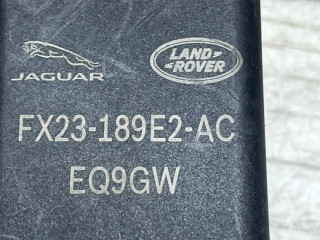 JAGUAR
LAND
ROVER
FX23-189E2-AC
EQ9GW